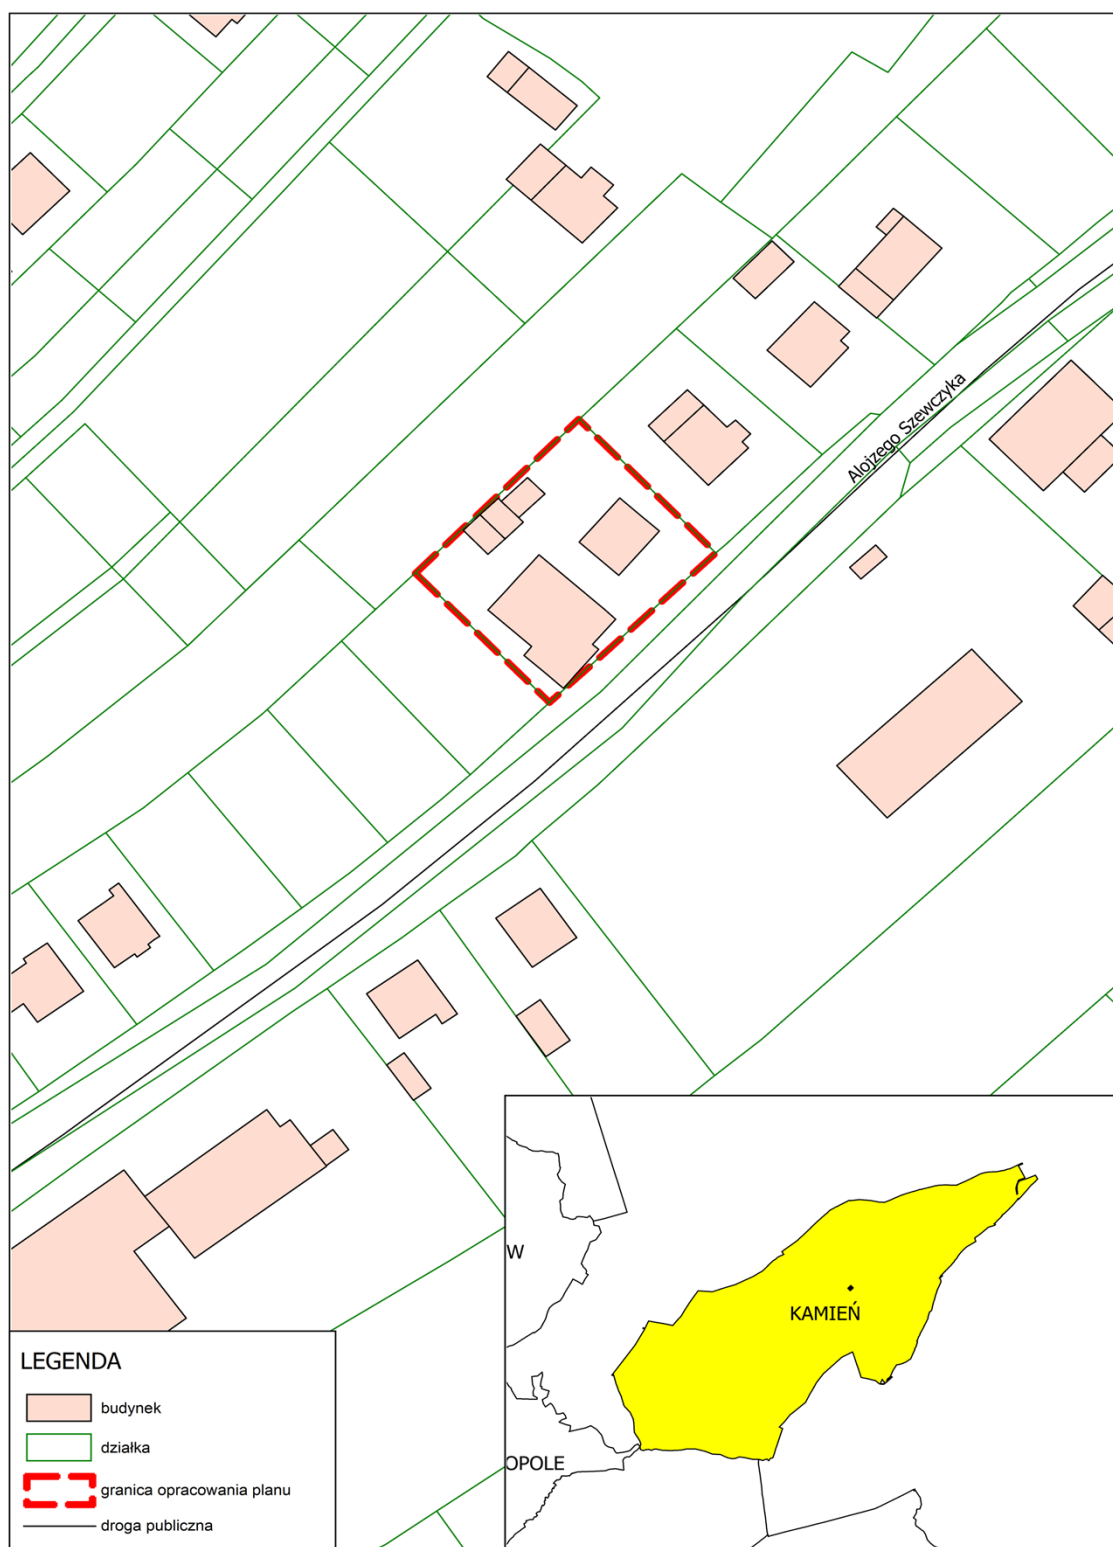 Alojzego Szewczyka
W
KAMIEŃ
OPOLE
LEGENDA
budynek
działka
granica opracowania planu
droga publiczna